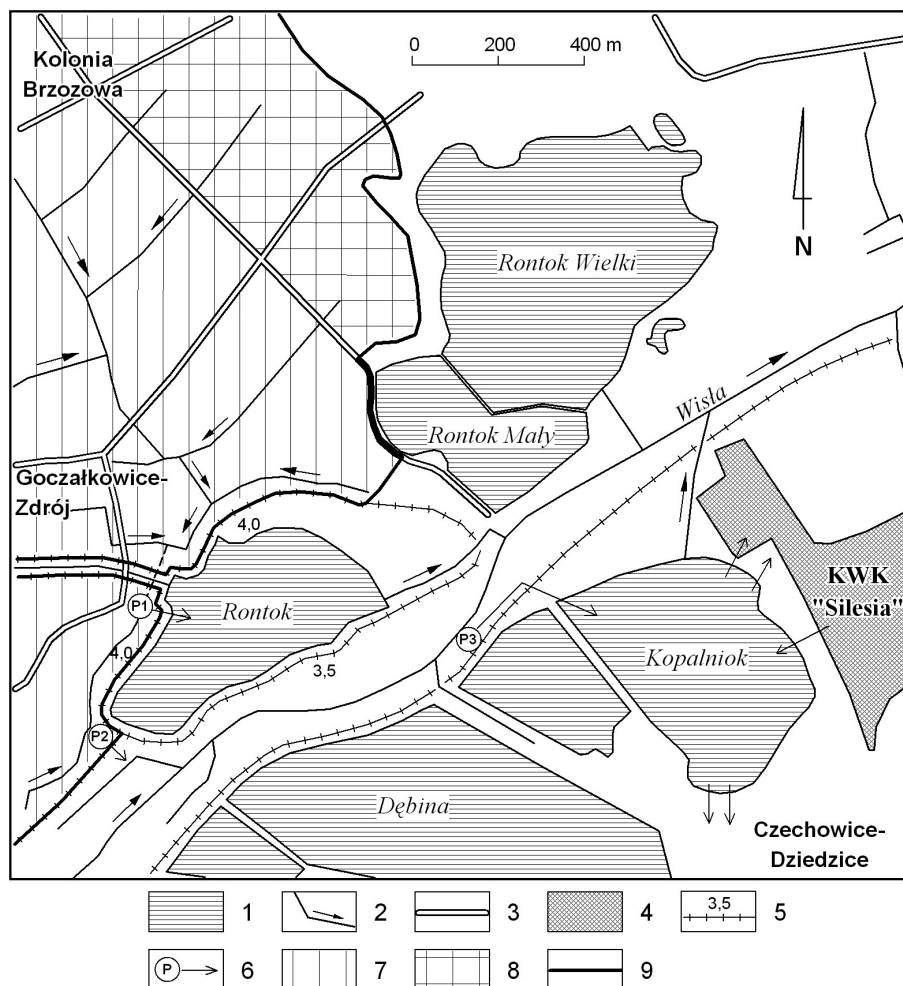 0 200 400 m
Kolonia
Brzozowa
Rontok Wielki
N
Wisła
Rontok Mały
Goczałkowice-
Zdrój
4,0
KWK
"Silesia"
P1
Rontok
P3
Kopalniok
4,0
3,5
P2
Dębina
Czechowice-
Dziedzice
1 2 3 4 3,5 5
P 6 7 8 9